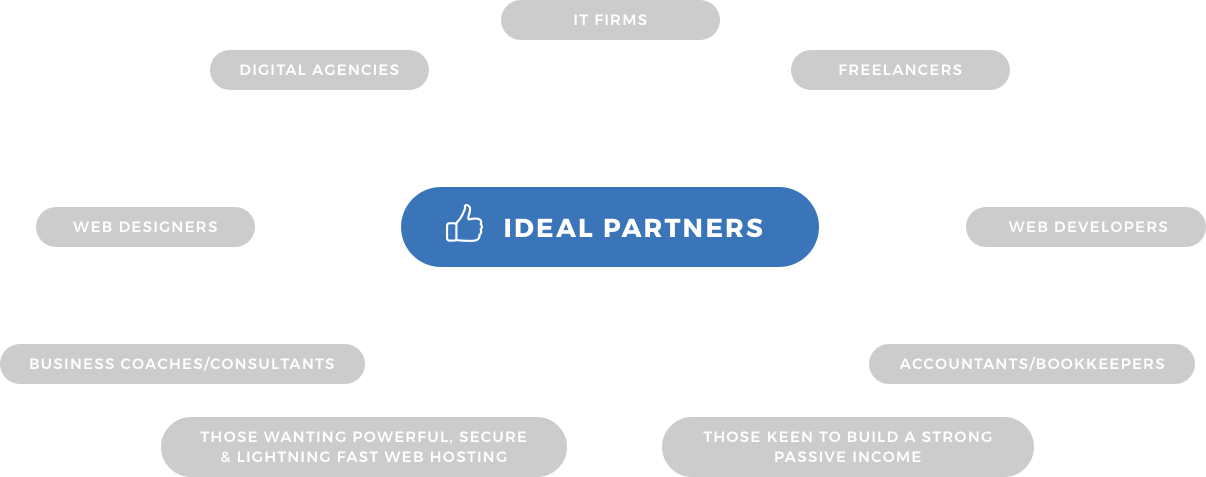 IT FIRMS
DIGITAL AGENCIES
FREELANCERS
WEB DESIGNERS
IDEAL PARTNERS
WEB DEVELOPERS
BUSINESS COACHES/CONSULTANTS
ACCOUNTANTS/BOOKKEEPERS
THOSE WANTING POWERFUL, SECURE
& LIGHTNING FAST WEB HOSTING
THOSE KEEN TO BUILD A STRONG
PASSIVE INCOME